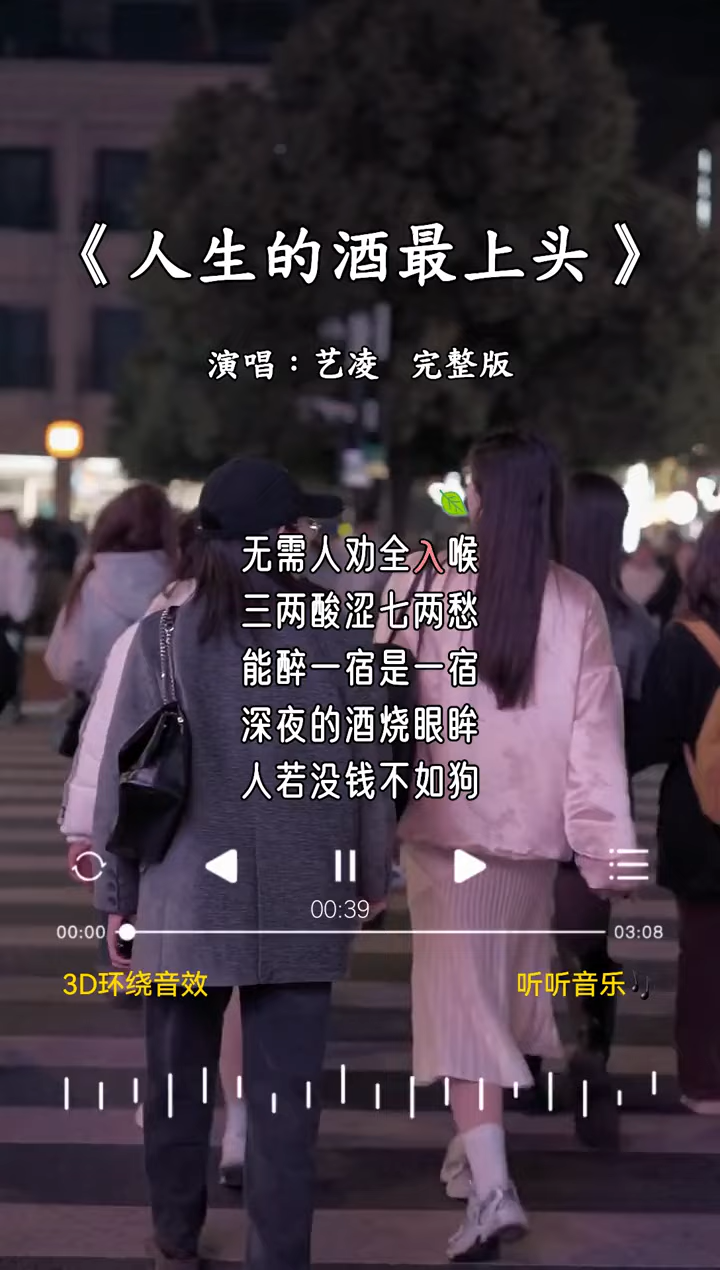 《人生的酒最上头》
演唱：艺凌 完整版
无需人劝全入喉
三两酸涩七两愁
能醉一宿是一宿
深夜的酒烧眼眸
人若没钱不如狗
00:39
00:00 03:08
3D环绕音效 听听音乐